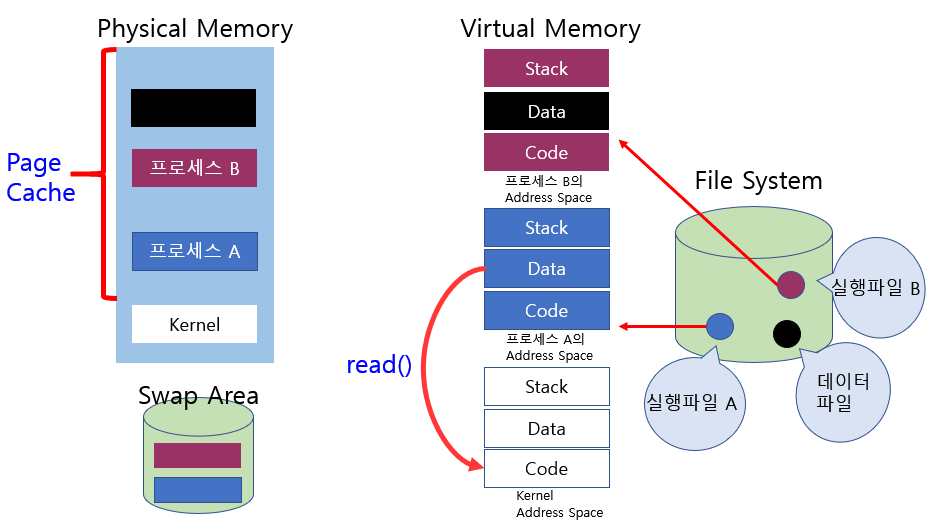 Physical Memory
Page
Cache
프로세스 B
프로세스 A
Kernel
Swap Area
Virtual Memory
Stack
Data
Code
프로세스 B의
Address Space
Stack
Data
Code
프로세스 A의
Address Space
read()
Stack
Data
Code
Kernel
Address Space
File System
실행파일 B
실행파일 A
데이터
파일